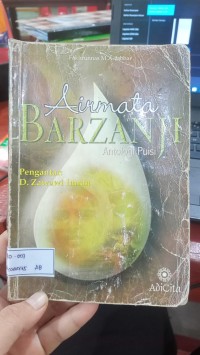 Airmata
BARZANJI
Antologi Puisi
Pengantar
D. Zawawi Imron
AdiCita